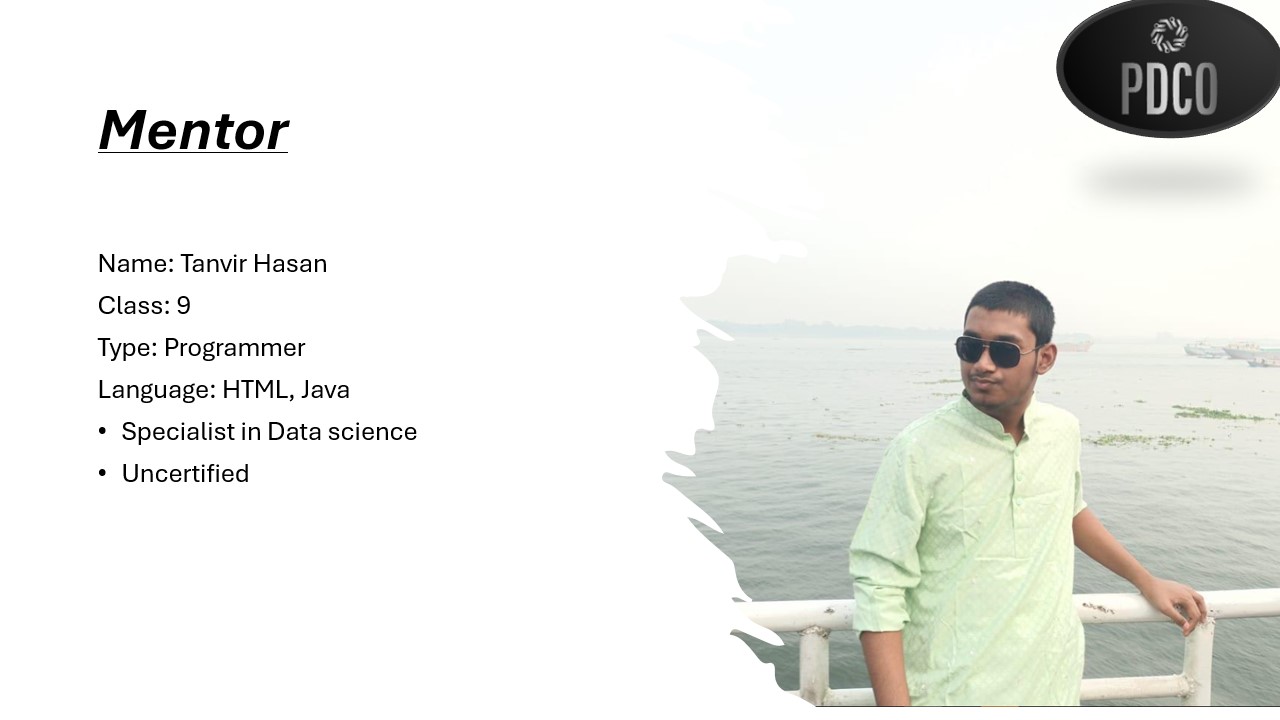 PDCO
Mentor
Name: Tanvir Hasan
Class: 9
Type: Programmer
Language: HTML, Java
• Specialist in Data science
• Uncertified